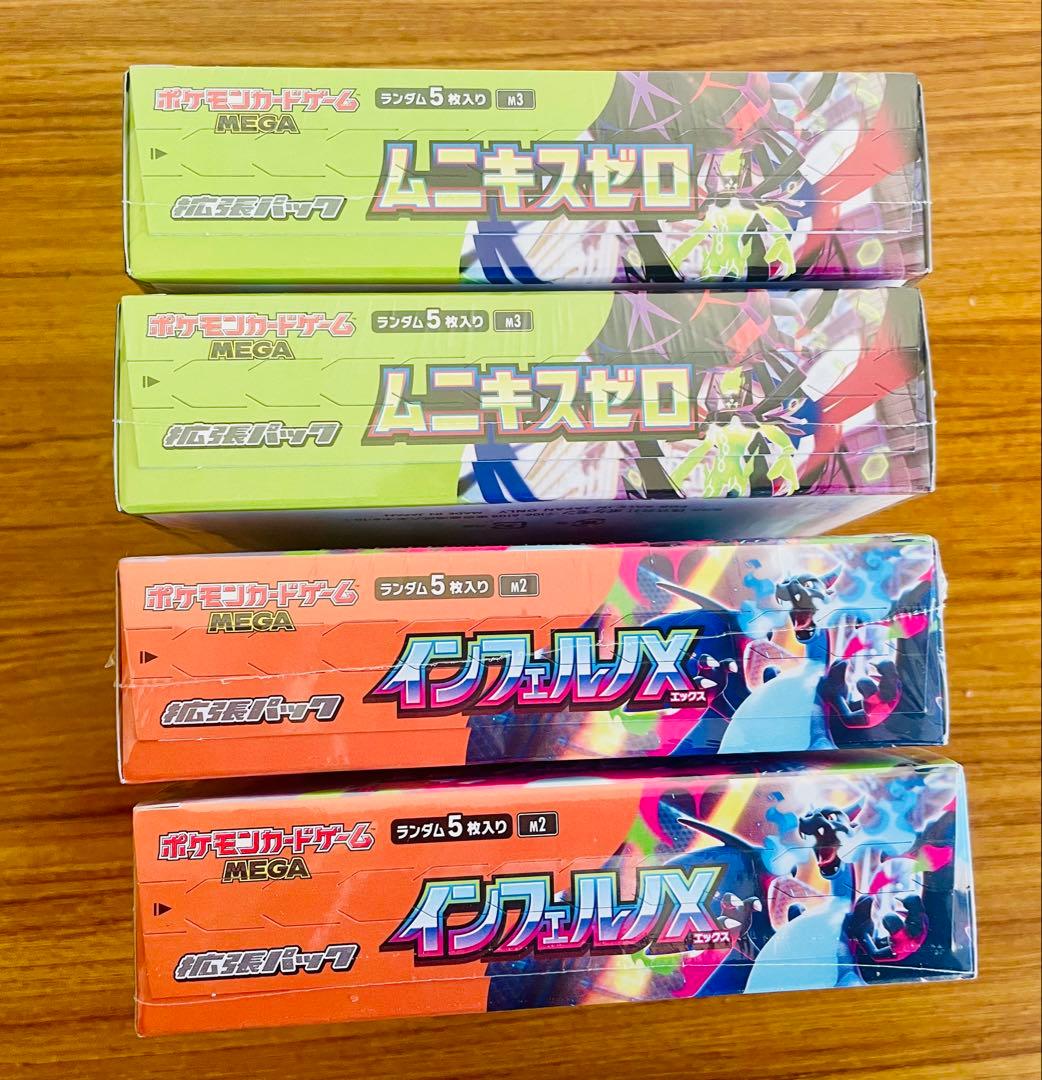 ポケモンカードゲーム
MEGA
ランダム5枚入り M3
ムニキスゼロ
拡張パック
ポケモンカードゲーム
MEGA
ランダム5枚入り M3
ムニキスゼロ
拡張パック
ポケモンカードゲーム
MEGA
ランダム5枚入り M2
インフェルノX
エックス
拡張パック
ポケモンカードゲーム
MEGA
ランダム5枚入り M2
インフェルノX
エックス
拡張パック